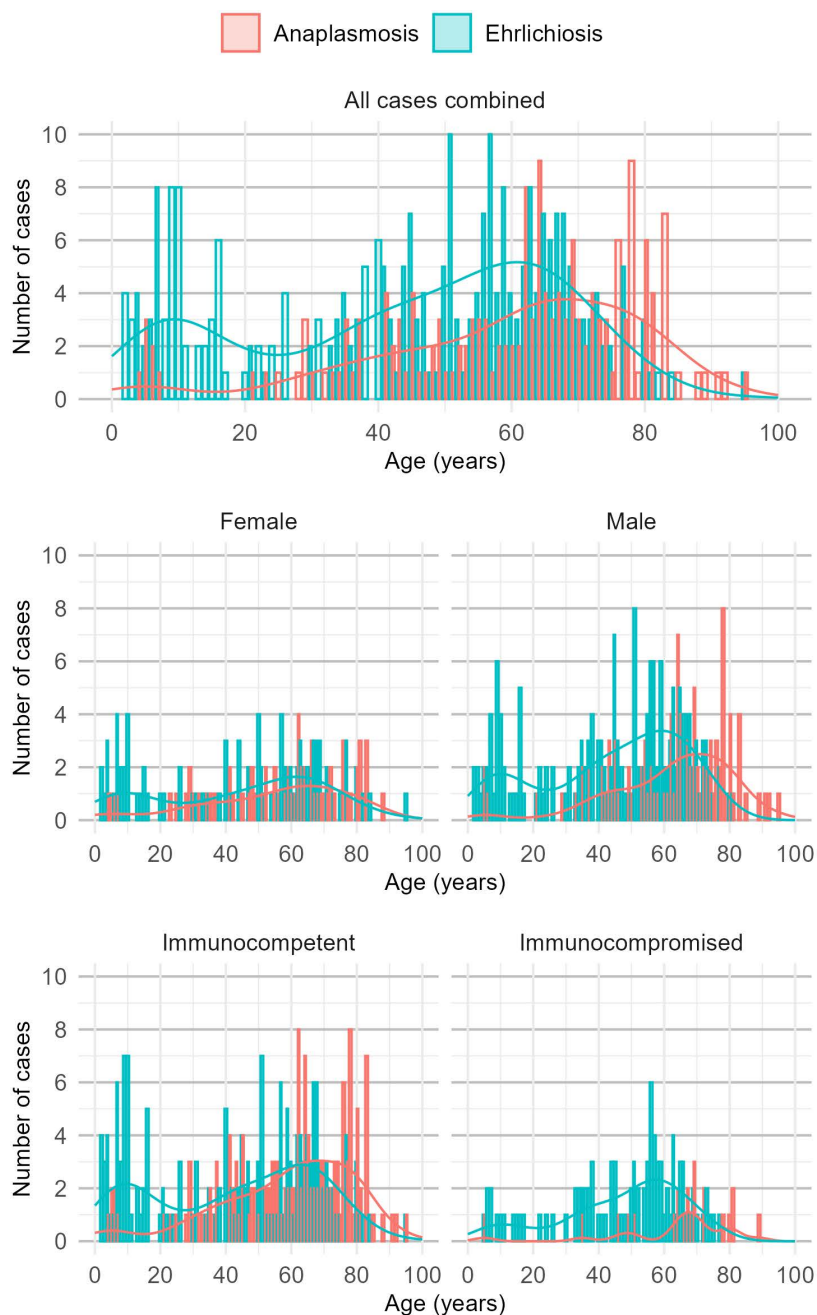 Anaplasmosis Ehrlichiosis
All cases combined
10
8
6
4
2
0
Number of cases
0 20 40 60 80 100
Age (years)
Female Male
10
8
6
4
2
0
Number of cases
0 20 40 60 80 100 0 20 40 60 80 100
Age (years)
Immunocompetent Immunocompromised
10
8
6
4
2
0
Number of cases
0 20 40 60 80 100 0 20 40 60 80 100
Age (years)